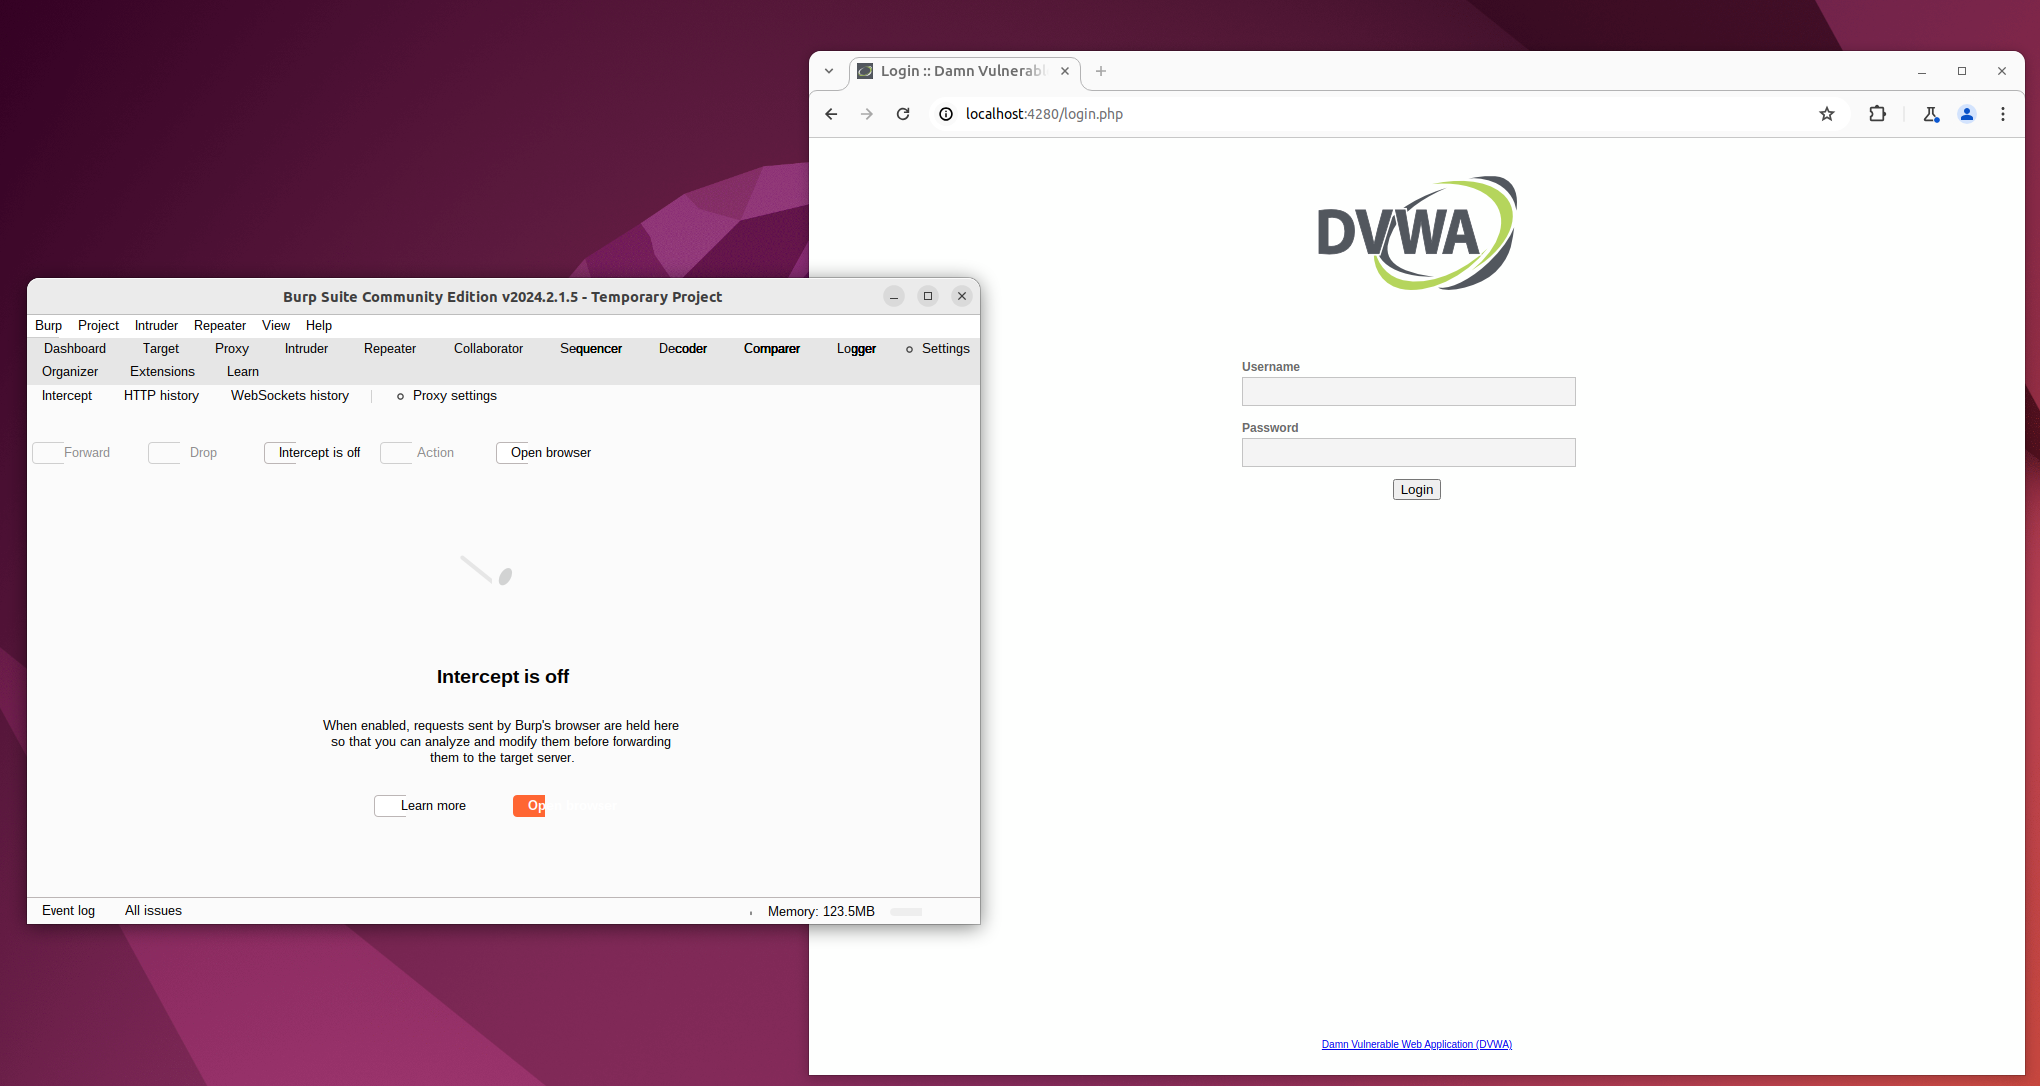 Login :: Damn Vulnerabl
localhost:4280/login.php
DVWA
Username
Password
Login
Damn Vulnerable Web Application (DVWA)
Burp Suite Community Edition v2024.2.1.5 - Temporary Project
Burp Project Intruder Repeater View Help
Dashboard Target Proxy Intruder Repeater Collaborator Sequencer Decoder Comparer Logger Settings
Organizer Extensions Learn
Intercept HTTP history WebSockets history Proxy settings
Forward Drop Intercept is off Action Open browser
Intercept is off
When enabled, requests sent by Burp's browser are held here
so that you can analyze and modify them before forwarding
them to the target server.
Learn more Op
Event log All issues Memory: 123.5MB